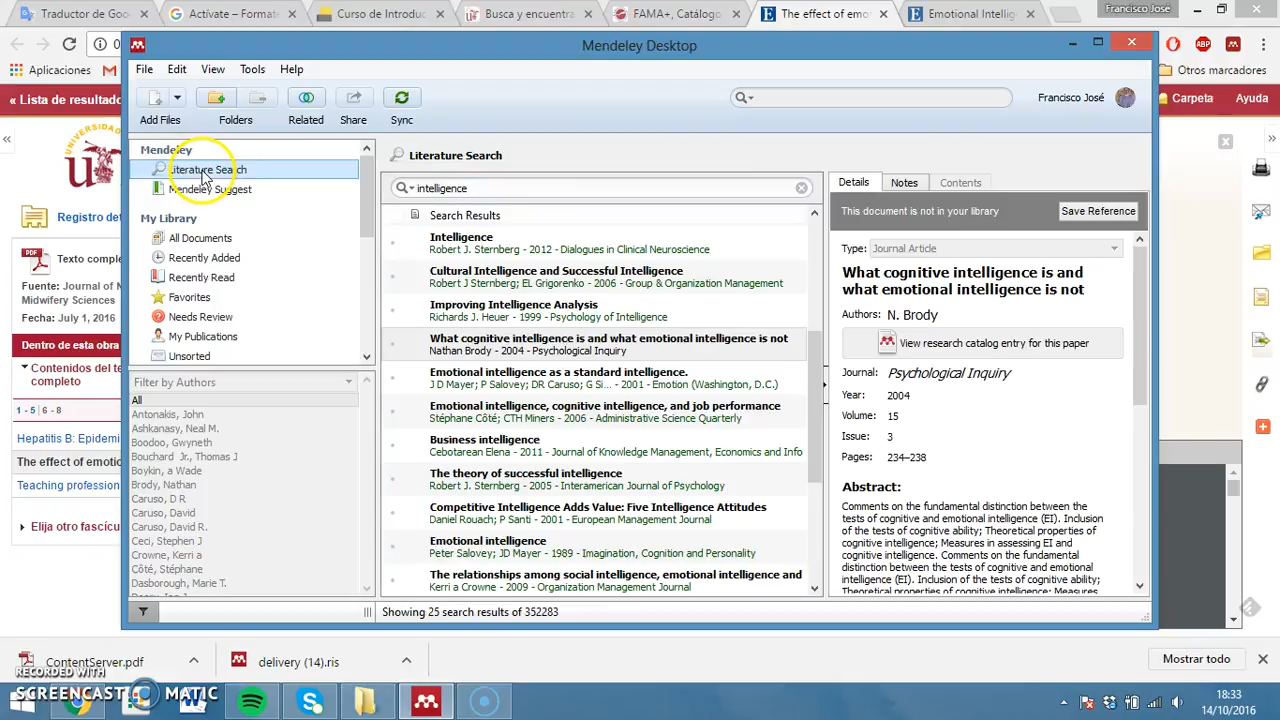 Traductor de Goo
Actívate – Formate
Curso de Introduc
Busca y encuentra
FAMA+, Catálogo
The effect of emo
Emotional Intellig
Francisco José
Aplicaciones
Otros marcadores
« Lista de resultado
Carpeta
Ayuda
Registro det
Texto comple
Fuente: Journal of N
Midwifery Sciences
Fecha: July 1, 2016
Dentro de esta obra
Contenidos del te
completo
1 - 5 | 6 - 8
Hepatitis B: Epidemi
The effect of emotio
Teaching profession
Elija otro fascícu
Mendeley Desktop
File
Edit
View
Tools
Help
Add Files
Folders
Related
Share
Sync
Francisco José
Mendeley
Literature Search
Mendeley Suggest
My Library
All Documents
Recently Added
Recently Read
Favorites
Needs Review
My Publications
Unsorted
Filter by Authors
All
Antonakis, John
Ashkanasy, Neal M.
Boodoo, Gwyneth
Bouchard Jr., Thomas J
Boykin, a Wade
Brody, Nathan
Caruso, D R
Caruso, David
Caruso, David R.
Ceci, Stephen J
Crowne, Kerri a
Côté, Stéphane
Dasborough, Marie T.
Literature Search
intelligence
Search Results
Intelligence
Robert J. Sternberg - 2012 - Dialogues in Clinical Neuroscience
Cultural Intelligence and Successful Intelligence
Robert J Sternberg; EL Grigorenko - 2006 - Group & Organization Management
Improving Intelligence Analysis
Richards J. Heuer - 1999 - Psychology of Intelligence
What cognitive intelligence is and what emotional intelligence is not
Nathan Brody - 2004 - Psychological Inquiry
Emotional intelligence as a standard intelligence.
J D Mayer; P Salovey; DR Caruso; G Si... - 2001 - Emotion (Washington, D.C.)
Emotional intelligence, cognitive intelligence, and job performance
Stéphane Côté; CTH Miners - 2006 - Administrative Science Quarterly
Business intelligence
Cebotarean Elena - 2011 - Journal of Knowledge Management, Economics and Info
The theory of successful intelligence
Robert J. Sternberg - 2005 - Interamerican Journal of Psychology
Competitive Intelligence Adds Value: Five Intelligence Attitudes
Daniel Rouach; P Santi - 2001 - European Management Journal
Emotional intelligence
Peter Salovey; JD Mayer - 1989 - Imagination, Cognition and Personality
The relationships among social intelligence, emotional intelligence and
Kerri a Crowne - 2009 - Organization Management Journal
Showing 25 search results of 352283
Details
Notes
Contents
This document is not in your library
Save Reference
Type: Journal Article
What cognitive intelligence is and
what emotional intelligence is not
Authors: N. Brody
View research catalog entry for this paper
Journal: Psychological Inquiry
Year: 2004
Volume: 15
Issue: 3
Pages: 234–238
Abstract:
Comments on the fundamental distinction between the
tests of cognitive and emotional intelligence (EI). Inclusion
of the tests of cognitive ability; Theoretical properties of
cognitive intelligence; Measures in assessing EI and
cognitive intelligence. Comments on the fundamental
distinction between the tests of cognitive and emotional
intelligence (EI). Inclusion of the tests of cognitive ability;
Theoretical properties of cognitive intelligence; Measures in
ContentServer.pdf
delivery (14).ris
Mostrar todo
RECORDED WITH
SCREENCAST MATIC
18:33
14/10/2016